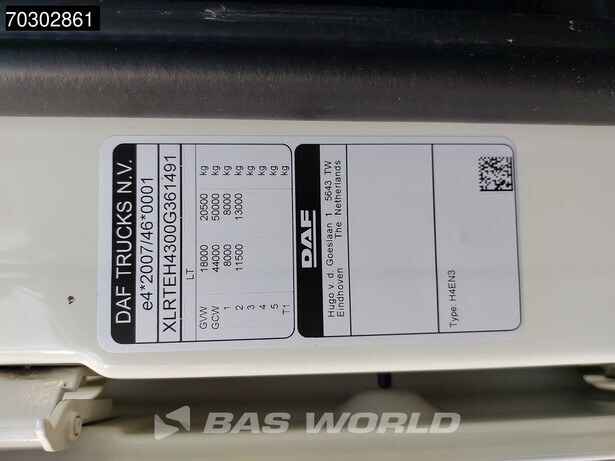 70302861
DAF TRUCKS N.V.
e4*2007/46*0001
XLRTEH4300G361491
LT
GVW 18000 20500 kg
GCW 44000 50000 kg
1 8000 8000 kg
2 11500 13000 kg
3 kg
4 kg
5 kg
T1 kg
DAF
Hugo v. d. Goeslaan 1 5643 TW
Eindhoven The Netherlands
Type: H4EN3
BAS WORLD